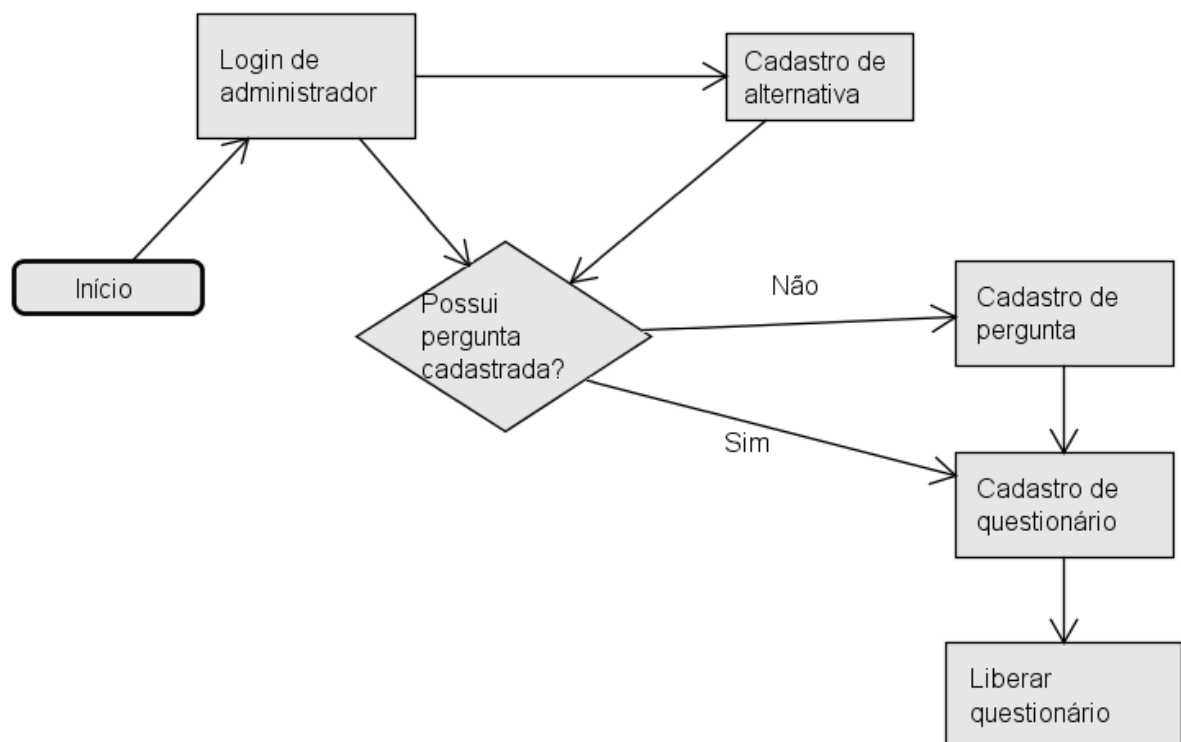 Login de
administrador
Cadastro de
alternativa
Início
Possui
pergunta
cadastrada?
Não
Cadastro de
pergunta
Sim
Cadastro de
questionário
Liberar
questionário